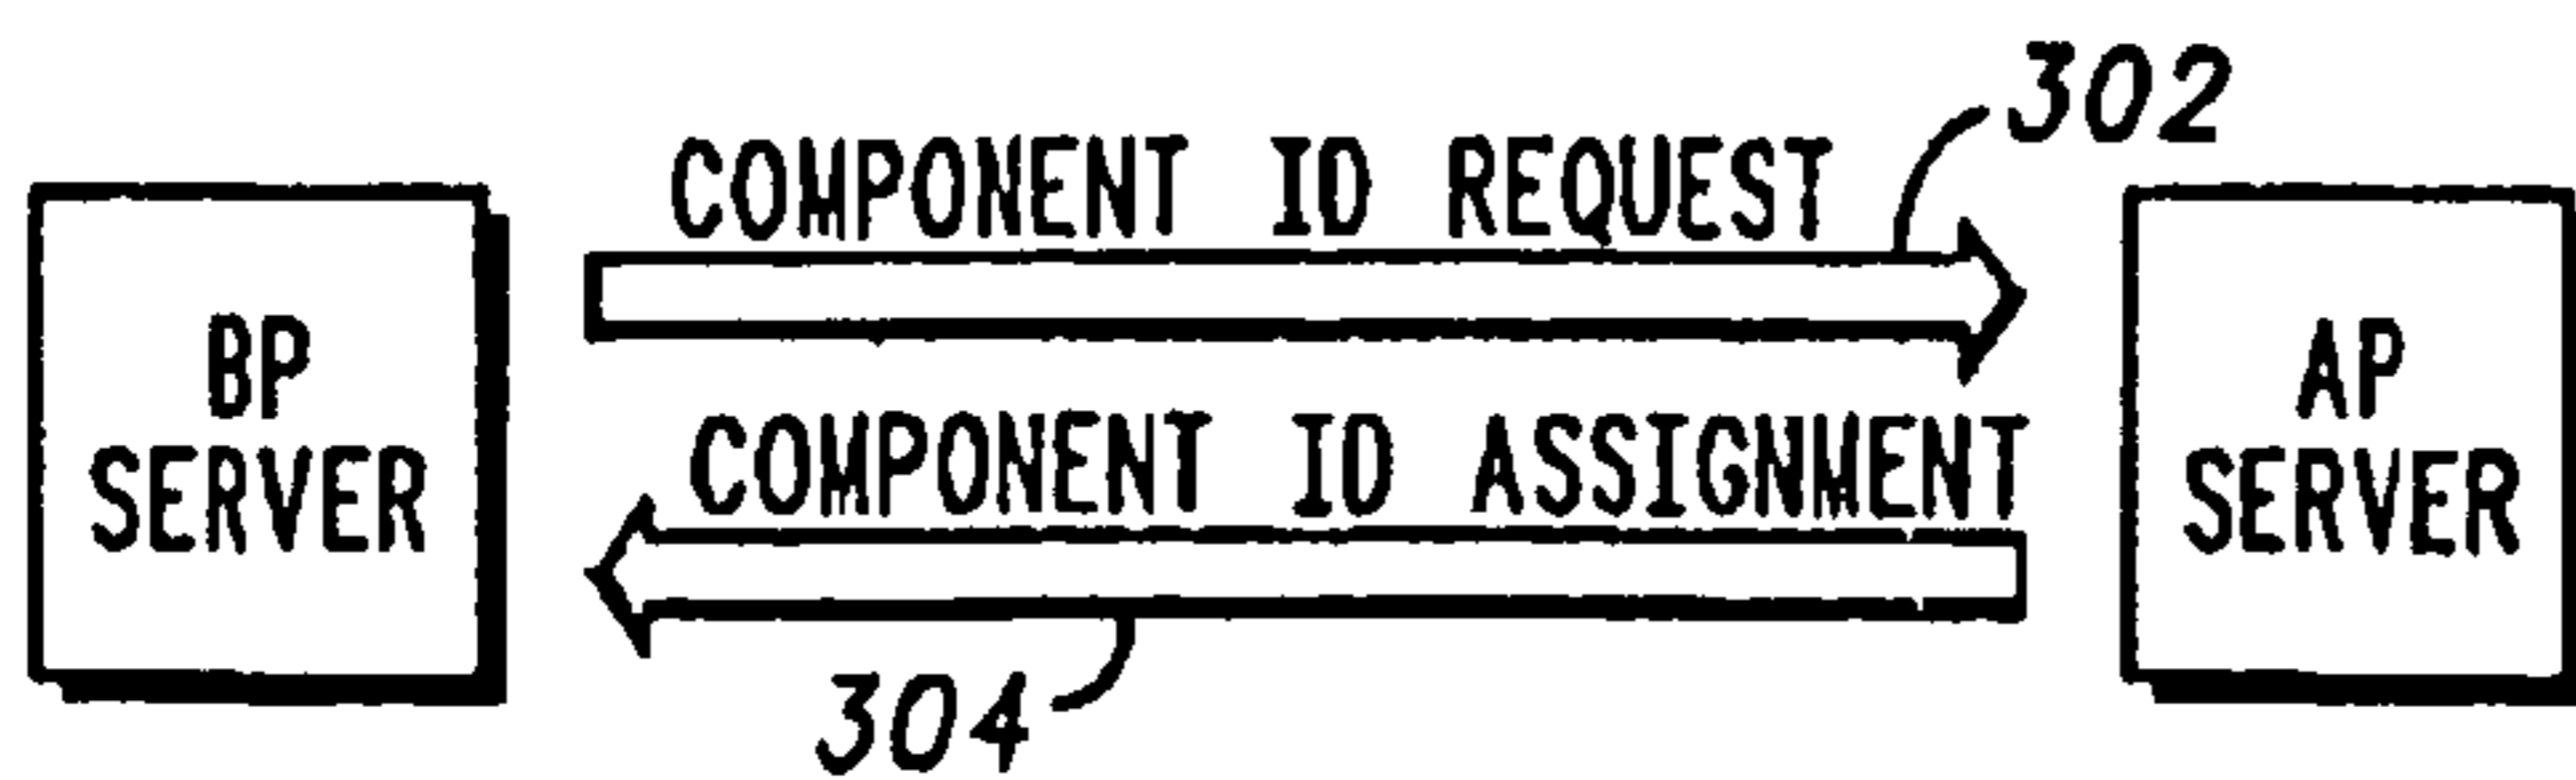 302
COMPONENT ID REQUEST
BP
SERVER
AP
SERVER
COMPONENT ID ASSIGNMENT
304